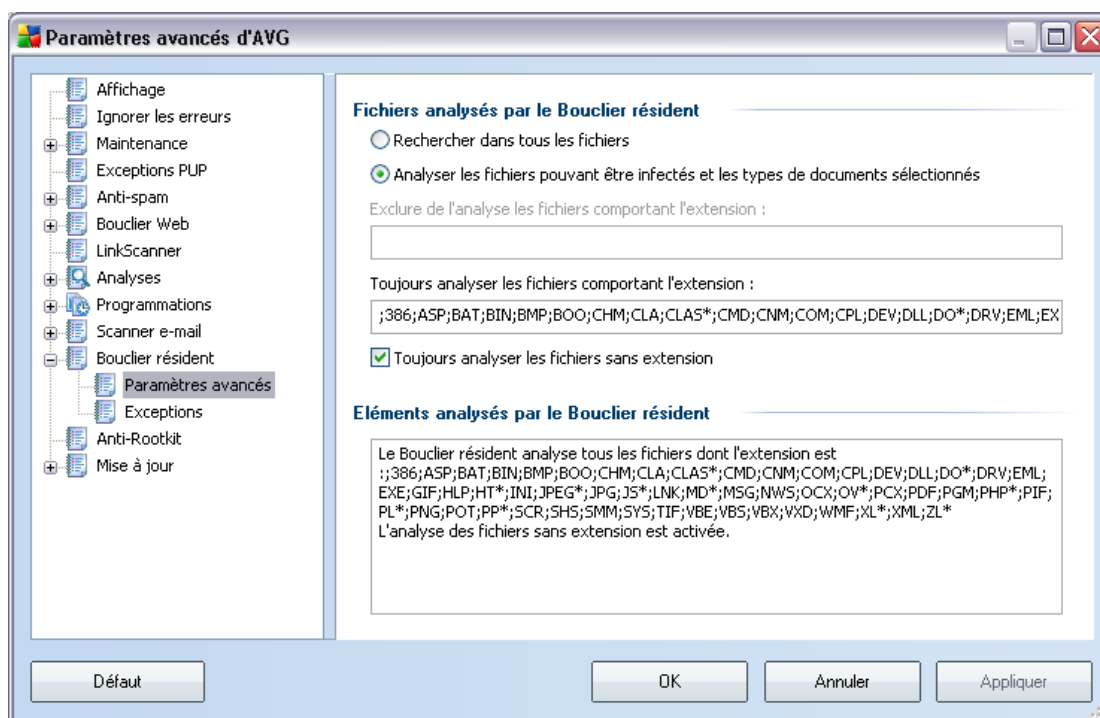 Paramètres avancés d'AVG
Affichage
Ignorer les erreurs
Maintenance
Exceptions PUP
Anti-spam
Bouclier Web
LinkScanner
Analyses
Programmations
Scanner e-mail
Bouclier résident
Paramètres avancés
Exceptions
Anti-Rootkit
Mise à jour
Fichiers analysés par le Bouclier résident
Rechercher dans tous les fichiers
Analyser les fichiers pouvant être infectés et les types de documents sélectionnés
Exclure de l'analyse les fichiers comportant l'extension :
Toujours analyser les fichiers comportant l'extension :
;386;ASP;BAT;BIN;BMP;BOO;CHM;CLA;CLAS*;CMD;CNM;COM;CPL;DEV;DLL;DO*;DRV;EML;EX
Toujours analyser les fichiers sans extension
Eléments analysés par le Bouclier résident
Le Bouclier résident analyse tous les fichiers dont l'extension est
:;386;ASP;BAT;BIN;BMP;BOO;CHM;CLA;CLAS*;CMD;CNM;COM;CPL;DEV;DLL;DO*;DRV;EML;
EXE;GIF;HLP;HT*;INI;JPEG*;JPG;JS*;LNK;MD*;MSG;NWS;OCX;OV*;PCX;PDF;PGM;PHP*;PIF;
PL*;PNG;POT;PP*;SCR;SHS;SMM;SYS;TIF;VBE;VBS;VBX;VXD;WMF;XL*;XML;ZL*
L'analyse des fichiers sans extension est activée.
Défaut
OK
Annuler
Appliquer